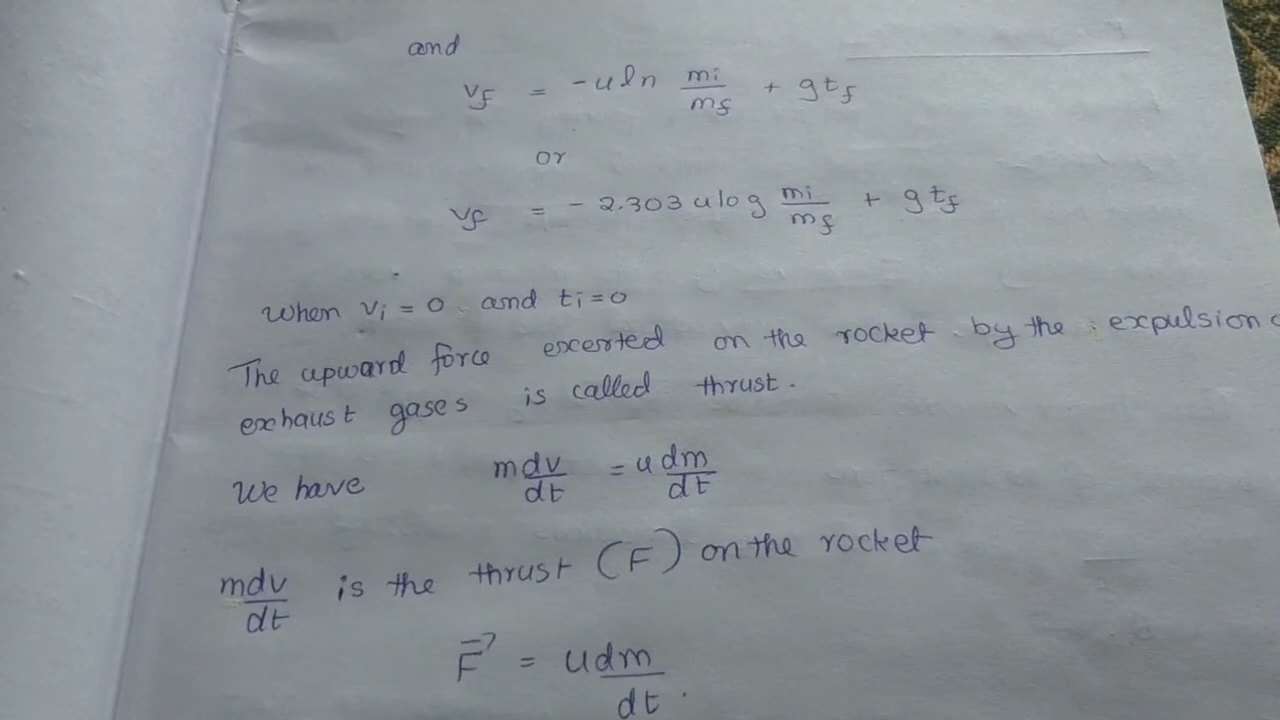 and
vf = -u ln mi/mf + gtf
or
vf = - 2.303 u log mi/mf + gtf
When vi = 0 and ti = 0
The upward force excerted on the rocket by the expulsion
exhaust gases is called thrust.
We have mdv/dt = u dm/dt
mdv/dt is the thrust (F) on the rocket
F⃗ = udm/dt.